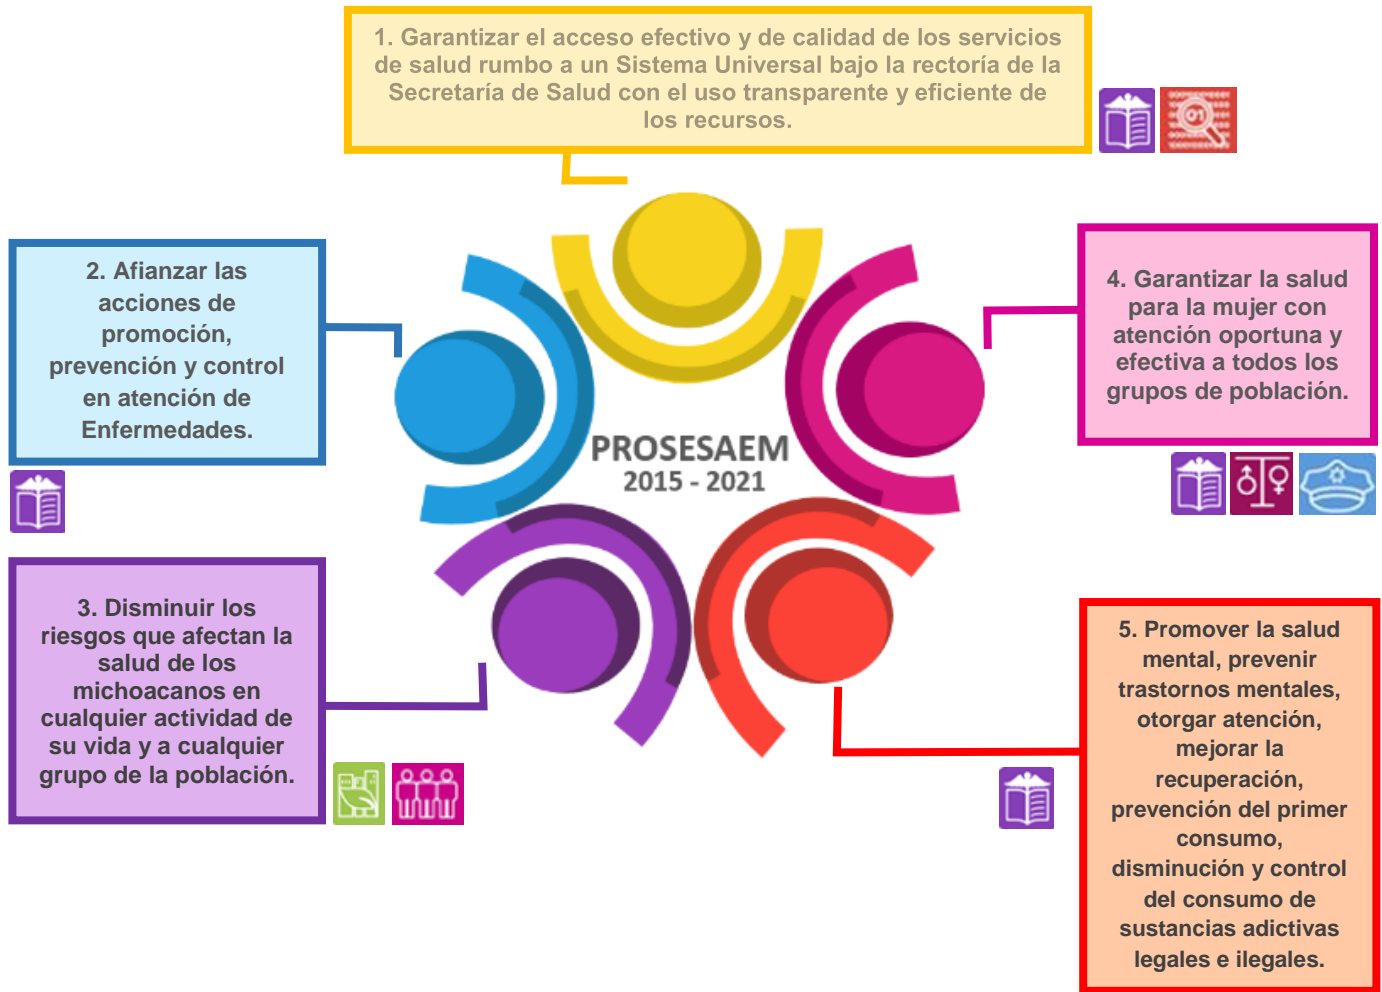 1. Garantizar el acceso efectivo y de calidad de los servicios
de salud rumbo a un Sistema Universal bajo la rectoría de la
Secretaría de Salud con el uso transparente y eficiente de
los recursos.
2. Afianzar las
acciones de
promoción,
prevención y control
en atención de
Enfermedades.
3. Disminuir los
riesgos que afectan la
salud de los
michoacanos en
cualquier actividad de
su vida y a cualquier
grupo de la población.
PROSESAEM
2015 - 2021
4. Garantizar la salud
para la mujer con
atención oportuna y
efectiva a todos los
grupos de población.
5. Promover la salud
mental, prevenir
trastornos mentales,
otorgar atención,
mejorar la
recuperación,
prevención del primer
consumo,
disminución y control
del consumo de
sustancias adictivas
legales e ilegales.